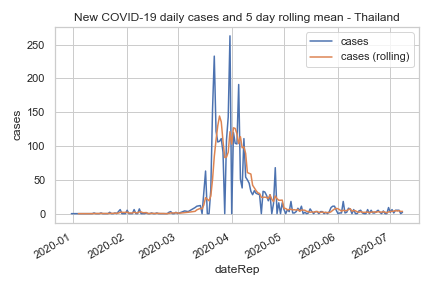 New COVID-19 daily cases and 5 day rolling mean - Thailand
cases
cases (rolling)
250
200
150
100
50
0
cases
2020-01
2020-02
2020-03
2020-04
2020-05
2020-06
2020-07
dateRep